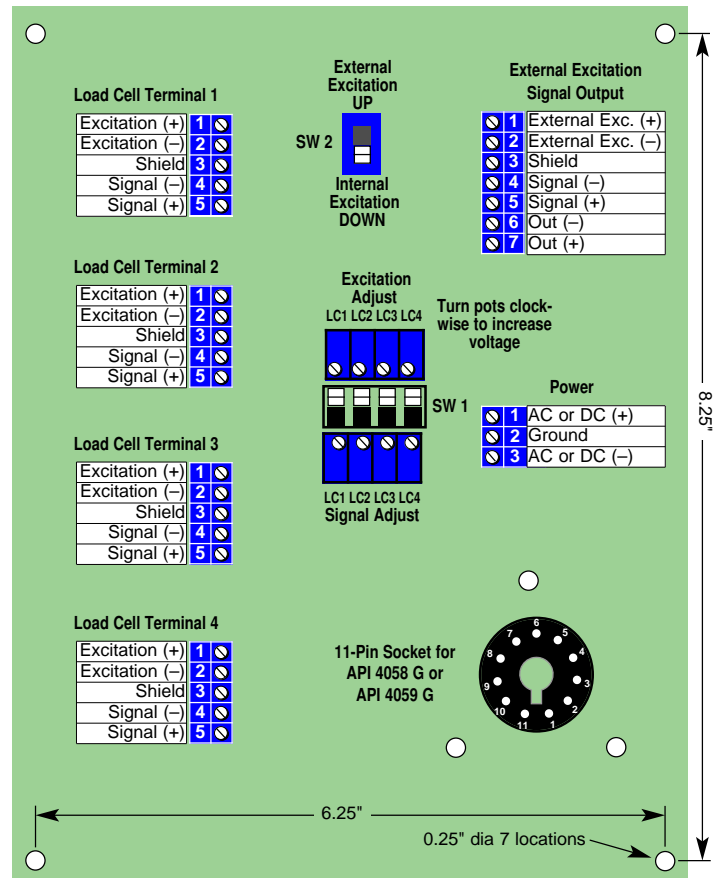 External
Excitation
UP
SW 2
Internal
Excitation
DOWN
Load Cell Terminal 1
Excitation (+) 1
Excitation (–) 2
Shield 3
Signal (–) 4
Signal (+) 5
External Excitation
Signal Output
1 External Exc. (+)
2 External Exc. (–)
3 Shield
4 Signal (–)
5 Signal (+)
6 Out (–)
7 Out (+)
Load Cell Terminal 2
Excitation (+) 1
Excitation (–) 2
Shield 3
Signal (–) 4
Signal (+) 5
Excitation
Adjust
LC1 LC2 LC3 LC4
Turn pots clock-
wise to increase
voltage
SW 1
LC1 LC2 LC3 LC4
Signal Adjust
Power
1 AC or DC (+)
2 Ground
3 AC or DC (–)
8.25"
Load Cell Terminal 3
Excitation (+) 1
Excitation (–) 2
Shield 3
Signal (–) 4
Signal (+) 5
Load Cell Terminal 4
Excitation (+) 1
Excitation (–) 2
Shield 3
Signal (–) 4
Signal (+) 5
11-Pin Socket for
API 4058 G or
API 4059 G
1
2
3
4
5
6
7
8
9
10
11
6.25"
0.25" dia 7 locations